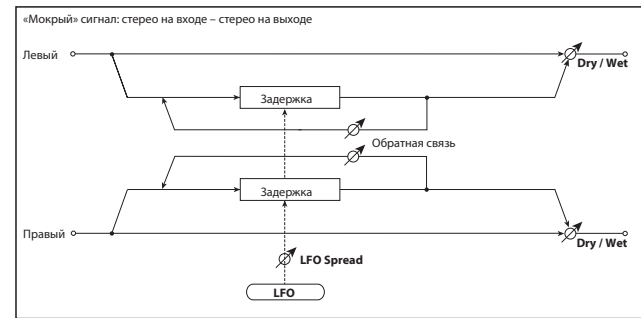 «Мокрый» сигнал: стерео на входе – стерео на выходе
Левый
Dry / Wet
Задержка
Обратная связь
Задержка
Правый
Dry / Wet
LFO Spread
LFO